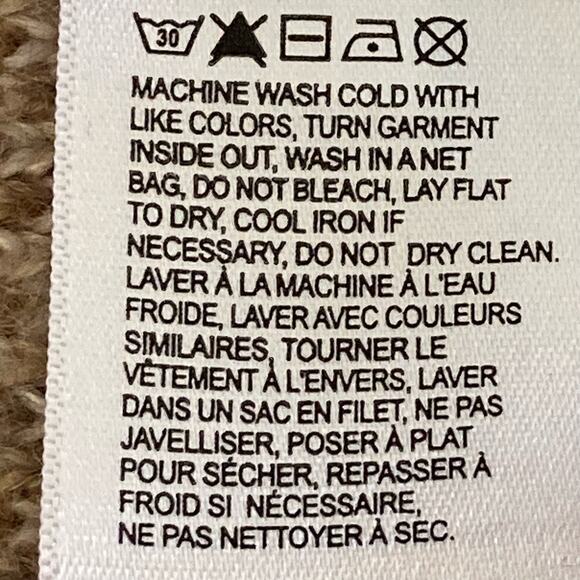 30
MACHINE WASH COLD WITH
LIKE COLORS, TURN GARMENT
INSIDE OUT, WASH IN A NET
BAG, DO NOT BLEACH, LAY FLAT
TO DRY, COOL IRON IF
NECESSARY, DO NOT DRY CLEAN.
LAVER À LA MACHINE À L'EAU
FROIDE, LAVER AVEC COULEURS
SIMILAIRES, TOURNER LE
VÊTEMENT À L'ENVERS, LAVER
DANS UN SAC EN FILET, NE PAS
JAVELLISER, POSER À PLAT
POUR SÉCHER, REPASSER À
FROID SI NÉCESSAIRE,
NE PAS NETTOYER À SEC.